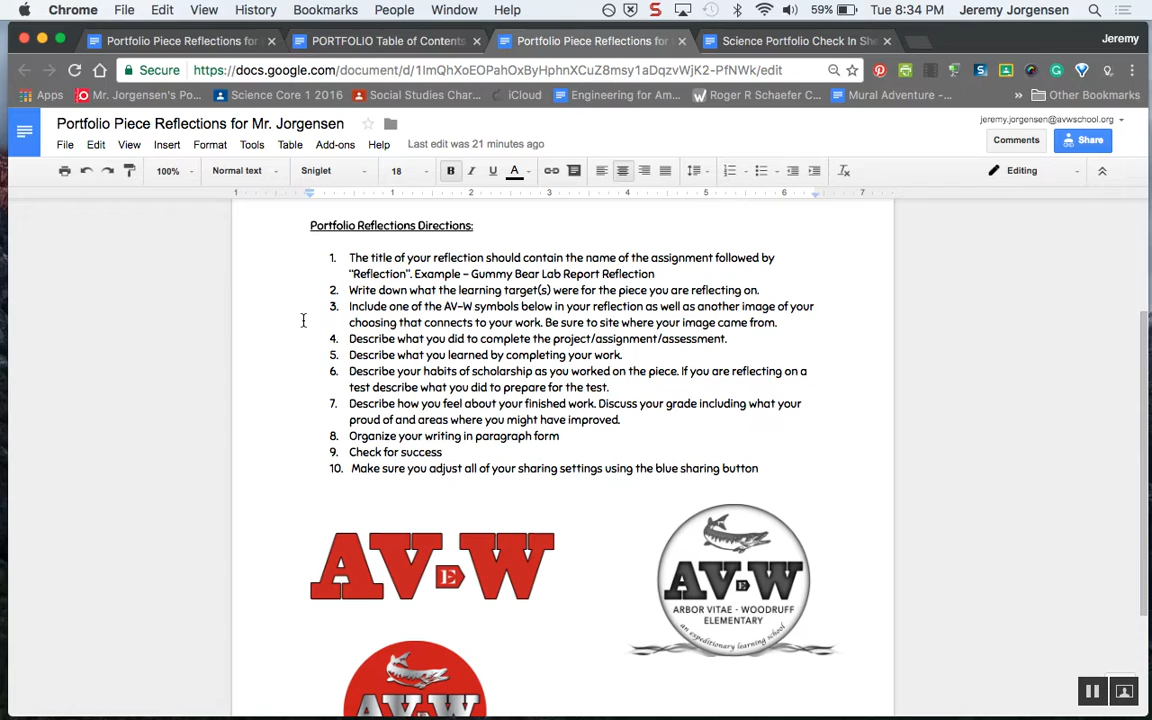 Chrome File Edit View History Bookmarks People Window Help 59% Tue 8:34 PM Jeremy Jorgensen
Portfolio Piece Reflections for PORTFOLIO Table of Contents Portfolio Piece Reflections for Science Portfolio Check In She Jeremy
Secure https://docs.google.com/document/d/1ImQhXoEOPahOxByHphnXCuZ8msy1aDqzvWjK2-PfNWk/edit
Apps Mr. Jorgensen's Po... Science Core 1 2016 Social Studies Char... iCloud Engineering for Am... Roger R Schaefer C... Mural Adventure -... » Other Bookmarks
Portfolio Piece Reflections for Mr. Jorgensen jeremy.jorgensen@avwschool.org
File Edit View Insert Format Tools Table Add-ons Help Last edit was 21 minutes ago Comments Share
100% Normal text Sniglet 18 B I U A Editing
1 1 2 3 4 5 6 7
Portfolio Reflections Directions:
1. The title of your reflection should contain the name of the assignment followed by
"Reflection". Example - Gummy Bear Lab Report Reflection
2. Write down what the learning target(s) were for the piece you are reflecting on.
3. Include one of the AV-W symbols below in your reflection as well as another image of your
choosing that connects to your work. Be sure to site where your image came from.
4. Describe what you did to complete the project/assignment/assessment.
5. Describe what you learned by completing your work.
6. Describe your habits of scholarship as you worked on the piece. If you are reflecting on a
test describe what you did to prepare for the test.
7. Describe how you feel about your finished work. Discuss your grade including what your
proud of and areas where you might have improved.
8. Organize your writing in paragraph form
9. Check for success
10. Make sure you adjust all of your sharing settings using the blue sharing button
AV E W
AV E W
ARBOR VITAE - WOODRUFF
ELEMENTARY
an expeditionary learning school
AV W